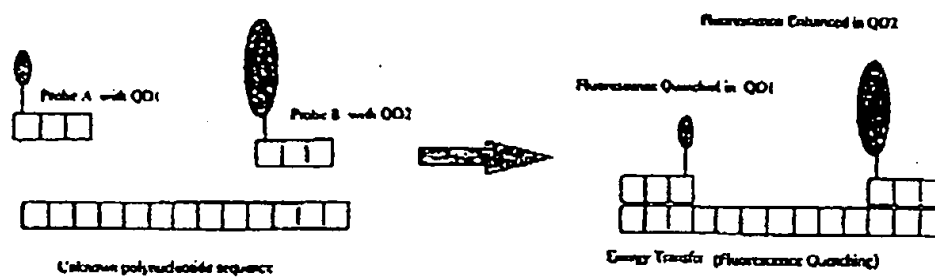 Fluorescence Enhanced in QD2
Probe A with QD1
Probe B with QD2
Fluorescence Quenched in QD1
Unknown polynucleotide sequence
Energy Transfer (Fluorescence Quenching)